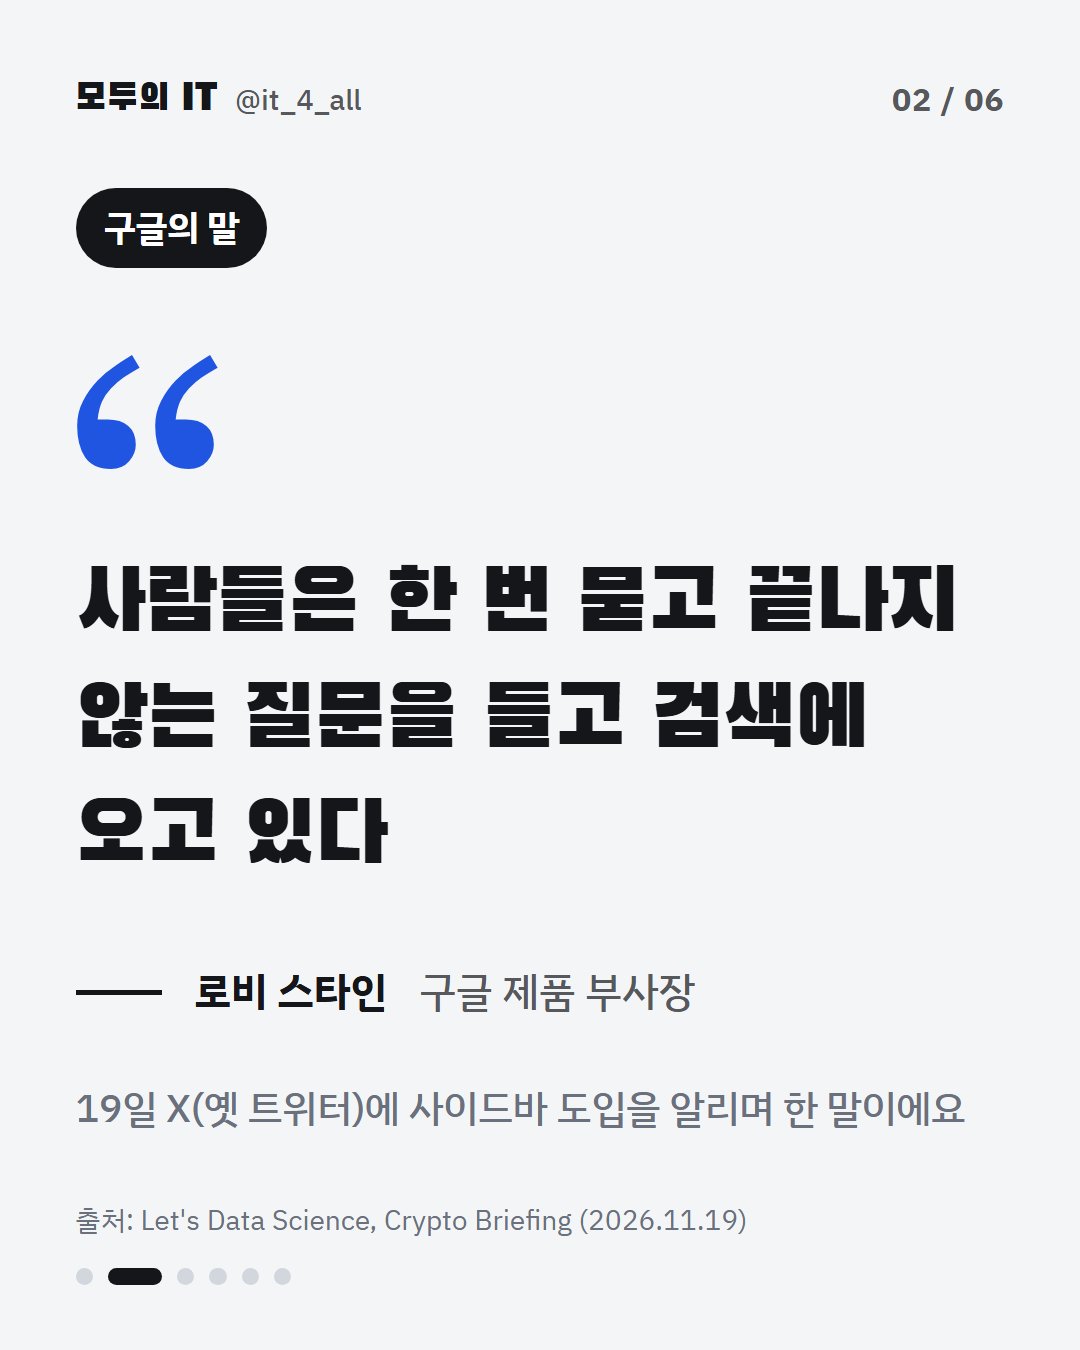 모두의 IT @it_4_all 02 / 06
구글의 말
“
사람들은 한 번 묻고 끝나지
않는 질문을 들고 검색에
오고 있다
로비 스타인 구글 제품 부사장
19일 X(옛 트위터)에 사이드바 도입을 알리며 한 말이에요
출처: Let's Data Science, Crypto Briefing (2026.11.19)